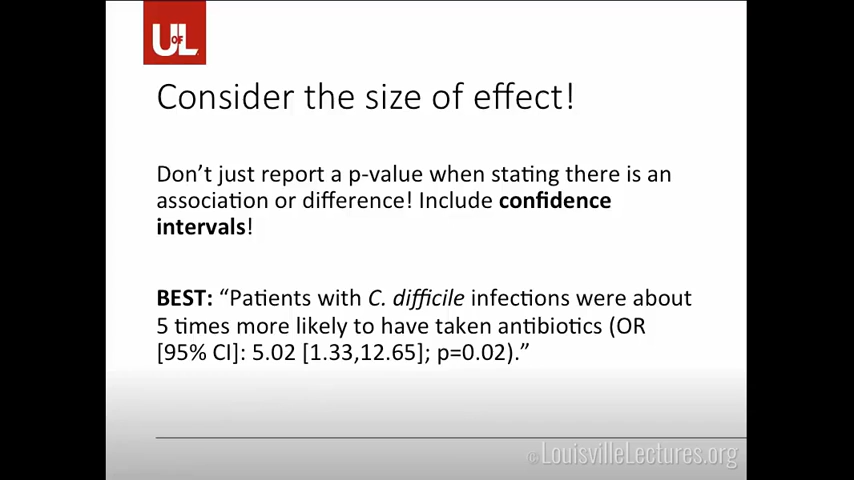 UofL
Consider the size of effect!
Don't just report a p-value when stating there is an
association or difference! Include confidence
intervals!
BEST: “Patients with C. difficile infections were about
5 times more likely to have taken antibiotics (OR
[95% CI]: 5.02 [1.33,12.65]; p=0.02).”
© LouisvilleLectures.org